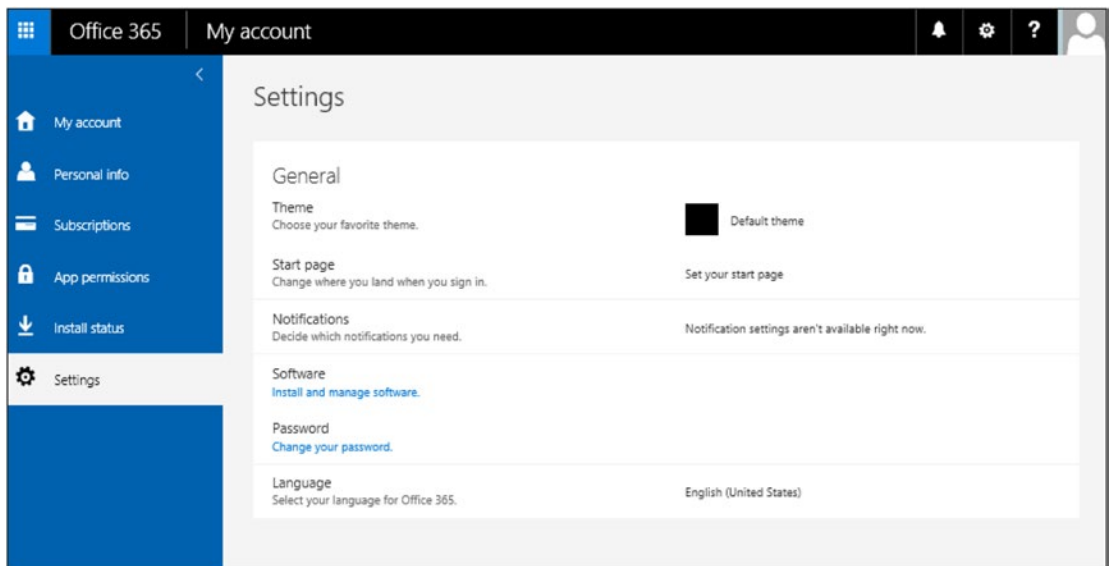 Office 365
My account
?
My account
Personal info
Subscriptions
App permissions
Install status
Settings
Settings
General
Theme
Choose your favorite theme.
Default theme
Start page
Change where you land when you sign in.
Set your start page
Notifications
Decide which notifications you need.
Notification settings aren't available right now.
Software
Install and manage software.
Password
Change your password.
Language
Select your language for Office 365.
English (United States)